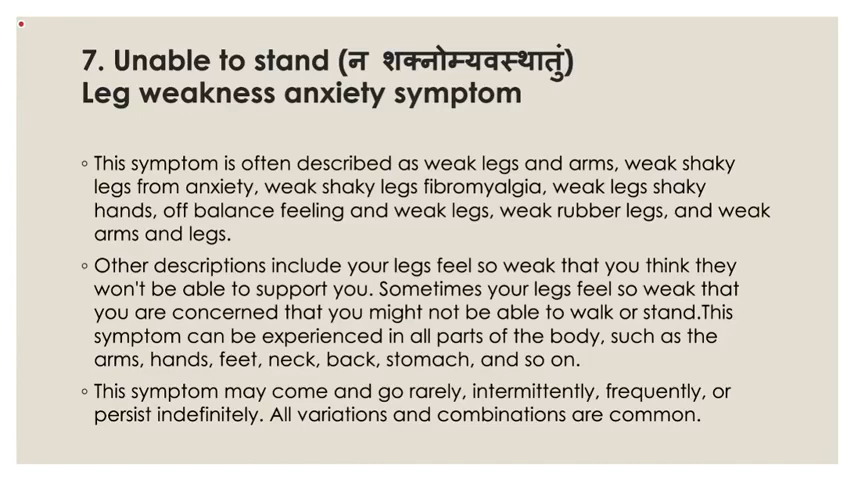 7. Unable to stand (न शक्नोम्यवस्थातुं)
Leg weakness anxiety symptom
◦ This symptom is often described as weak legs and arms, weak shaky
legs from anxiety, weak shaky legs fibromyalgia, weak legs shaky
hands, off balance feeling and weak legs, weak rubber legs, and weak
arms and legs.
◦ Other descriptions include your legs feel so weak that you think they
won't be able to support you. Sometimes your legs feel so weak that
you are concerned that you might not be able to walk or stand.This
symptom can be experienced in all parts of the body, such as the
arms, hands, feet, neck, back, stomach, and so on.
◦ This symptom may come and go rarely, intermittently, frequently, or
persist indefinitely. All variations and combinations are common.